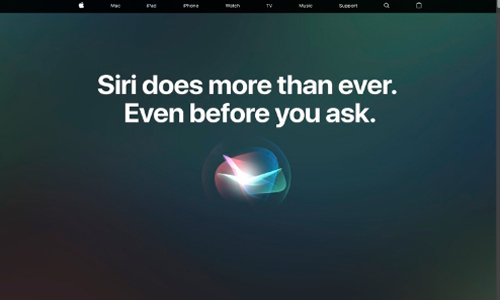 Mac iPad iPhone Watch TV Music Support
Siri does more than ever.
Even before you ask.